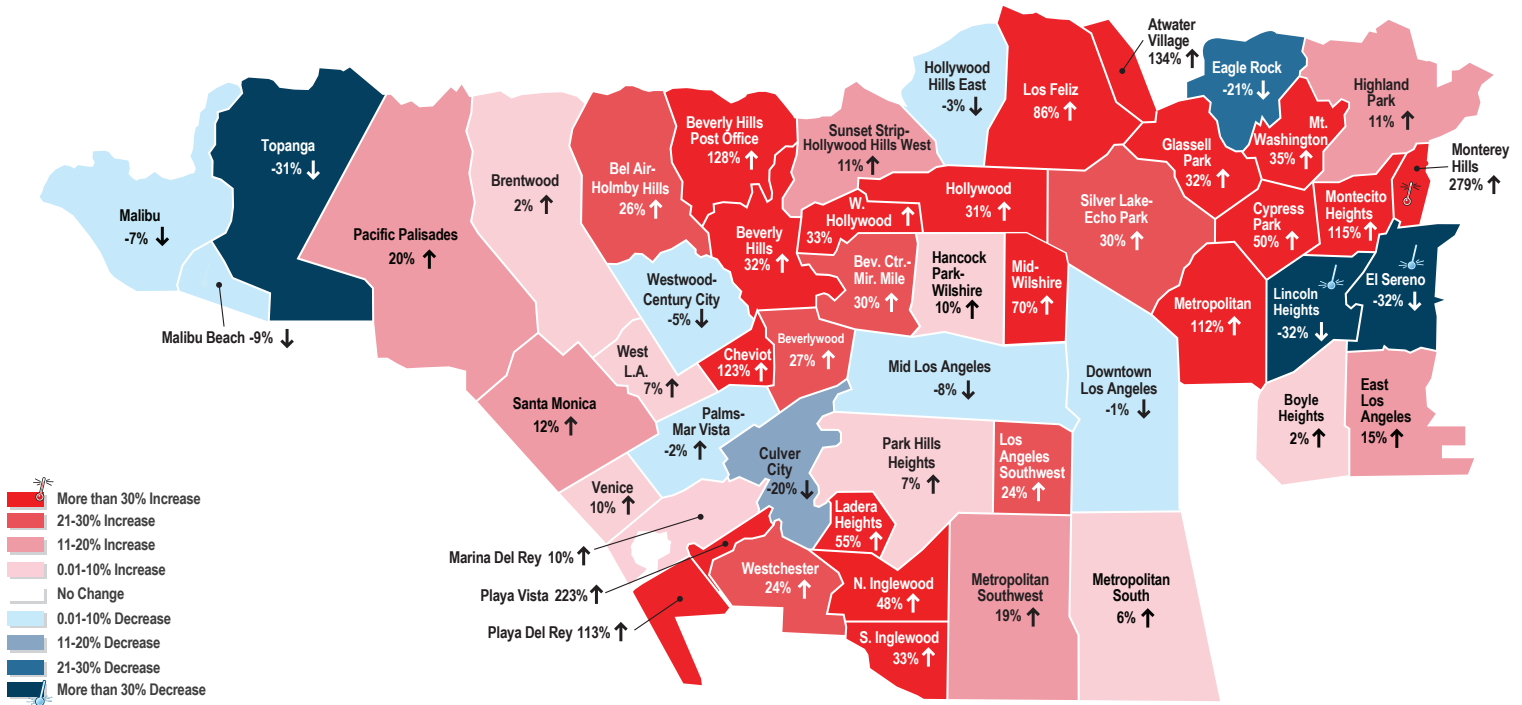 Atwater
Village
134%
Hollywood
Hills East
-3%
Los Feliz
86%
Eagle Rock
-21%
Highland
Park
11%
Topanga
-31%
Beverly Hills
Post Office
128%
Sunset Strip-
Hollywood Hills West
11%
Glassell
Park
32%
Mt.
Washington
35%
Monterey
Hills
279%
Brentwood
2%
Bel Air-
Holmby Hills
26%
Malibu
-7%
Pacific Palisades
20%
Beverly
Hills
32%
W.
Hollywood
33%
Hollywood
31%
Silver Lake-
Echo Park
30%
Cypress
Park
50%
Montecito
Heights
115%
Westwood-
Century City
-5%
Bev. Ctr.-
Mir. Mile
30%
Hancock
Park-
Wilshire
10%
Mid-
Wilshire
70%
Metropolitan
112%
Lincoln
Heights
-32%
El Sereno
-32%
Malibu Beach -9%
West
L.A.
7%
Cheviot
123%
Beverlywood
27%
Mid Los Angeles
-8%
Downtown
Los Angeles
-1%
Boyle
Heights
2%
East
Los
Angeles
15%
Santa Monica
12%
Palms-
Mar Vista
-2%
Culver
City
-20%
Park Hills
Heights
7%
Los
Angeles
Southwest
24%
Venice
10%
Ladera
Heights
55%
Marina Del Rey 10%
Playa Vista 223%
Playa Del Rey 113%
Westchester
24%
N. Inglewood
48%
S. Inglewood
33%
Metropolitan
Southwest
19%
Metropolitan
South
6%
More than 30% Increase
21-30% Increase
11-20% Increase
0.01-10% Increase
No Change
0.01-10% Decrease
11-20% Decrease
21-30% Decrease
More than 30% Decrease